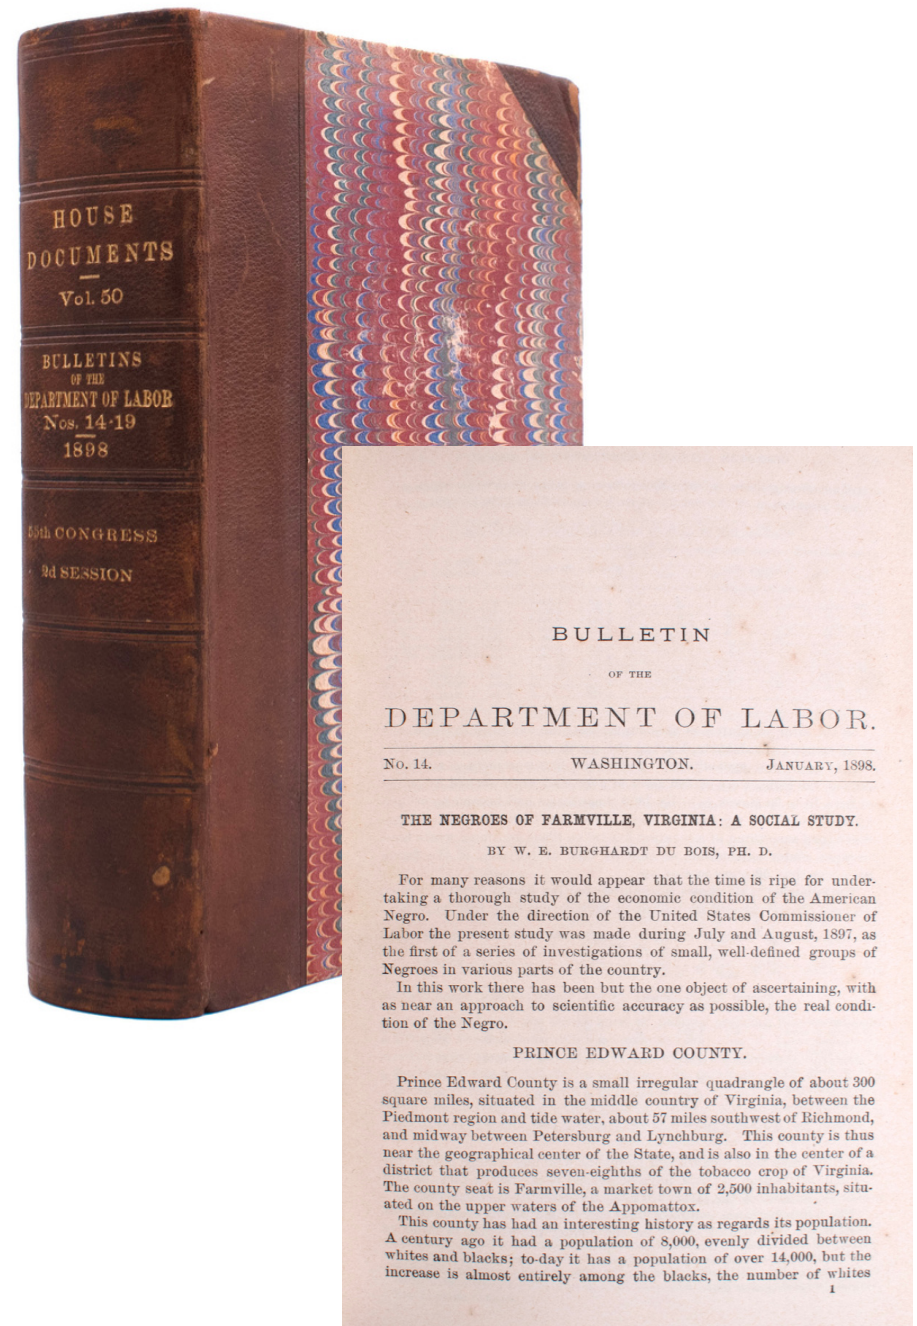 HOUSE
DOCUMENTS
Vol. 50
BULLETINS
OF THE
DEPARTMENT OF LABOR
Nos. 14-19
1898
55th CONGRESS
2d SESSION
BULLETIN
OF THE
DEPARTMENT OF LABOR.
No. 14. WASHINGTON. JANUARY, 1898.
THE NEGROES OF FARMVILLE, VIRGINIA: A SOCIAL STUDY.
BY W. E. BURGHARDT DU BOIS, PH. D.
For many reasons it would appear that the time is ripe for under-
taking a thorough study of the economic condition of the American
Negro. Under the direction of the United States Commissioner of
Labor the present study was made during July and August, 1897, as
the first of a series of investigations of small, well-defined groups of
Negroes in various parts of the country.
In this work there has been but the one object of ascertaining, with
as near an approach to scientific accuracy as possible, the real condi-
tion of the Negro.
PRINCE EDWARD COUNTY.
Prince Edward County is a small irregular quadrangle of about 300
square miles, situated in the middle country of Virginia, between the
Piedmont region and tide water, about 57 miles southwest of Richmond,
and midway between Petersburg and Lynchburg. This county is thus
near the geographical center of the State, and is also in the center of a
district that produces seven-eighths of the tobacco crop of Virginia.
The county seat is Farmville, a market town of 2,500 inhabitants, situ-
ated on the upper waters of the Appomattox.
This county has had an interesting history as regards its population.
A century ago it had a population of 8,000, evenly divided between
whites and blacks; to-day it has a population of over 14,000, but the
increase is almost entirely among the blacks, the number of whites
1